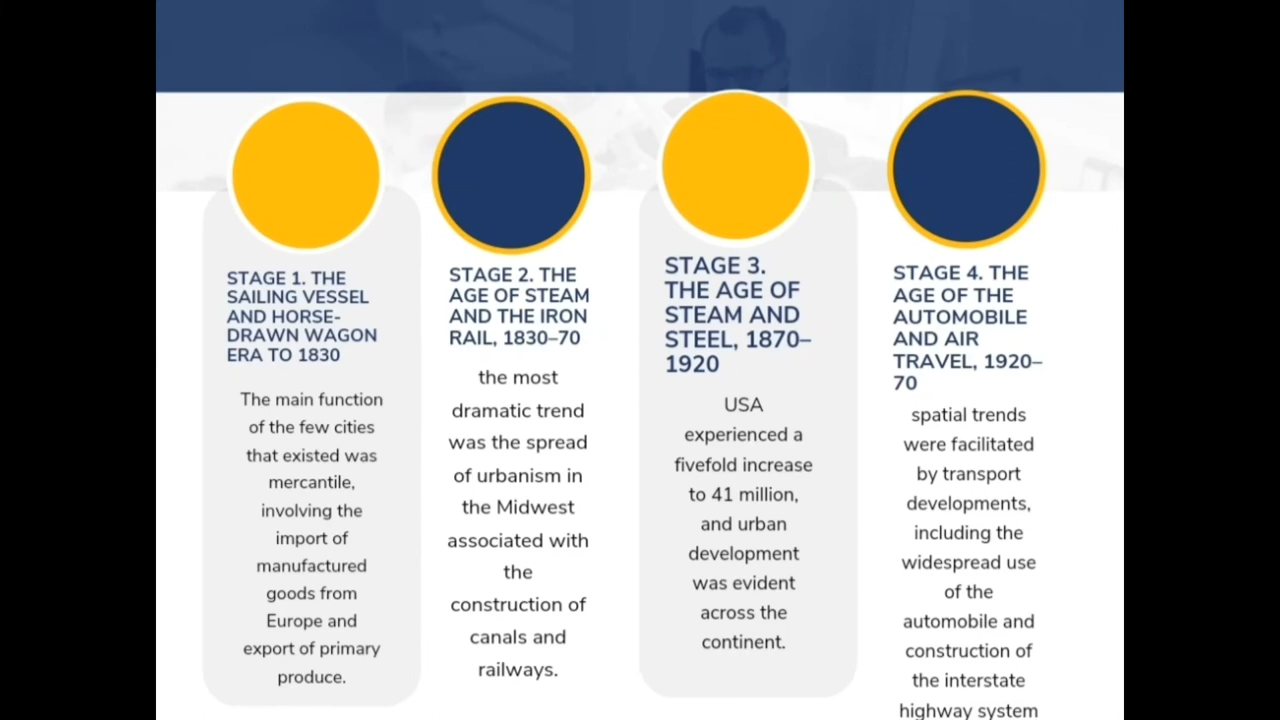 STAGE 1. THE
SAILING VESSEL
AND HORSE-
DRAWN WAGON
ERA TO 1830
The main function
of the few cities
that existed was
mercantile,
involving the
import of
manufactured
goods from
Europe and
export of primary
produce.
STAGE 2. THE
AGE OF STEAM
AND THE IRON
RAIL, 1830–70
the most
dramatic trend
was the spread
of urbanism in
the Midwest
associated with
the
construction of
canals and
railways.
STAGE 3.
THE AGE OF
STEAM AND
STEEL, 1870–
1920
USA
experienced a
fivefold increase
to 41 million,
and urban
development
was evident
across the
continent.
STAGE 4. THE
AGE OF THE
AUTOMOBILE
AND AIR
TRAVEL, 1920–
70
spatial trends
were facilitated
by transport
developments,
including the
widespread use
of the
automobile and
construction of
the interstate
highway system